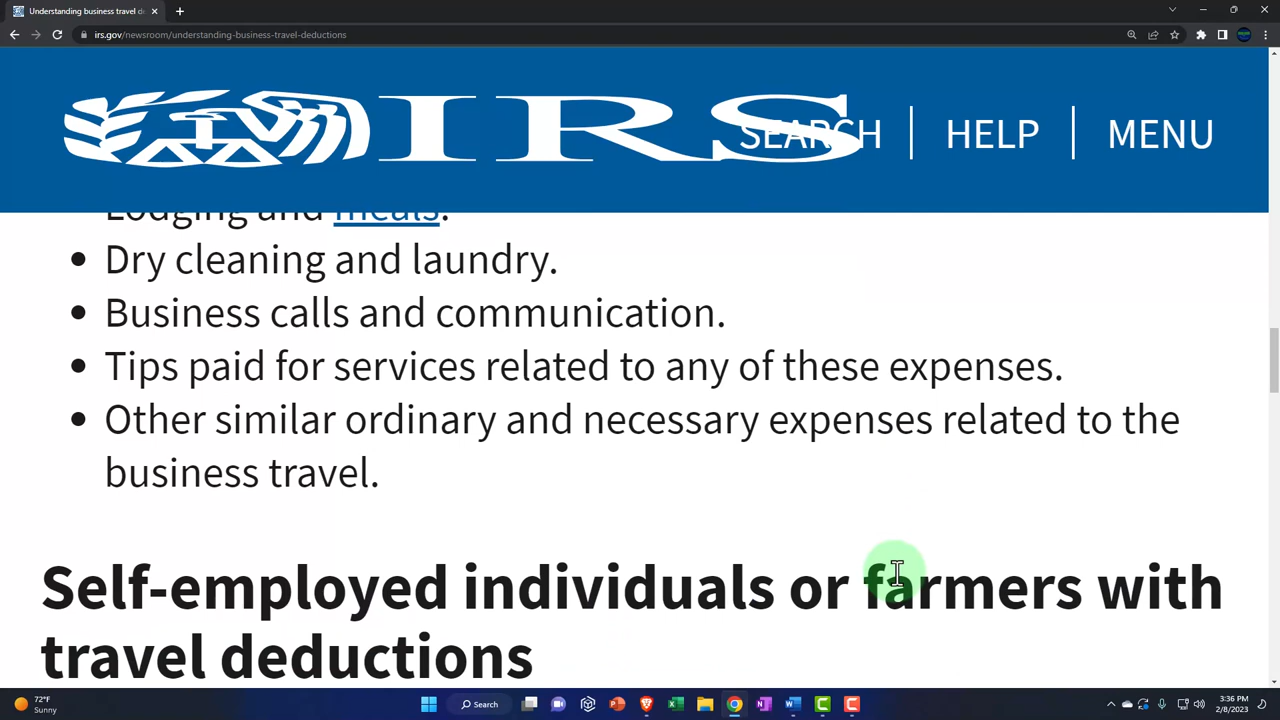 Understanding business travel de
irs.gov/newsroom/understanding-business-travel-deductions
IRS
SEARCH
HELP
MENU
Lodging and meals.
Dry cleaning and laundry.
Business calls and communication.
Tips paid for services related to any of these expenses.
Other similar ordinary and necessary expenses related to the
business travel.
Self-employed individuals or farmers with
travel deductions
72°F
Sunny
Search
3:36 PM
2/8/2023